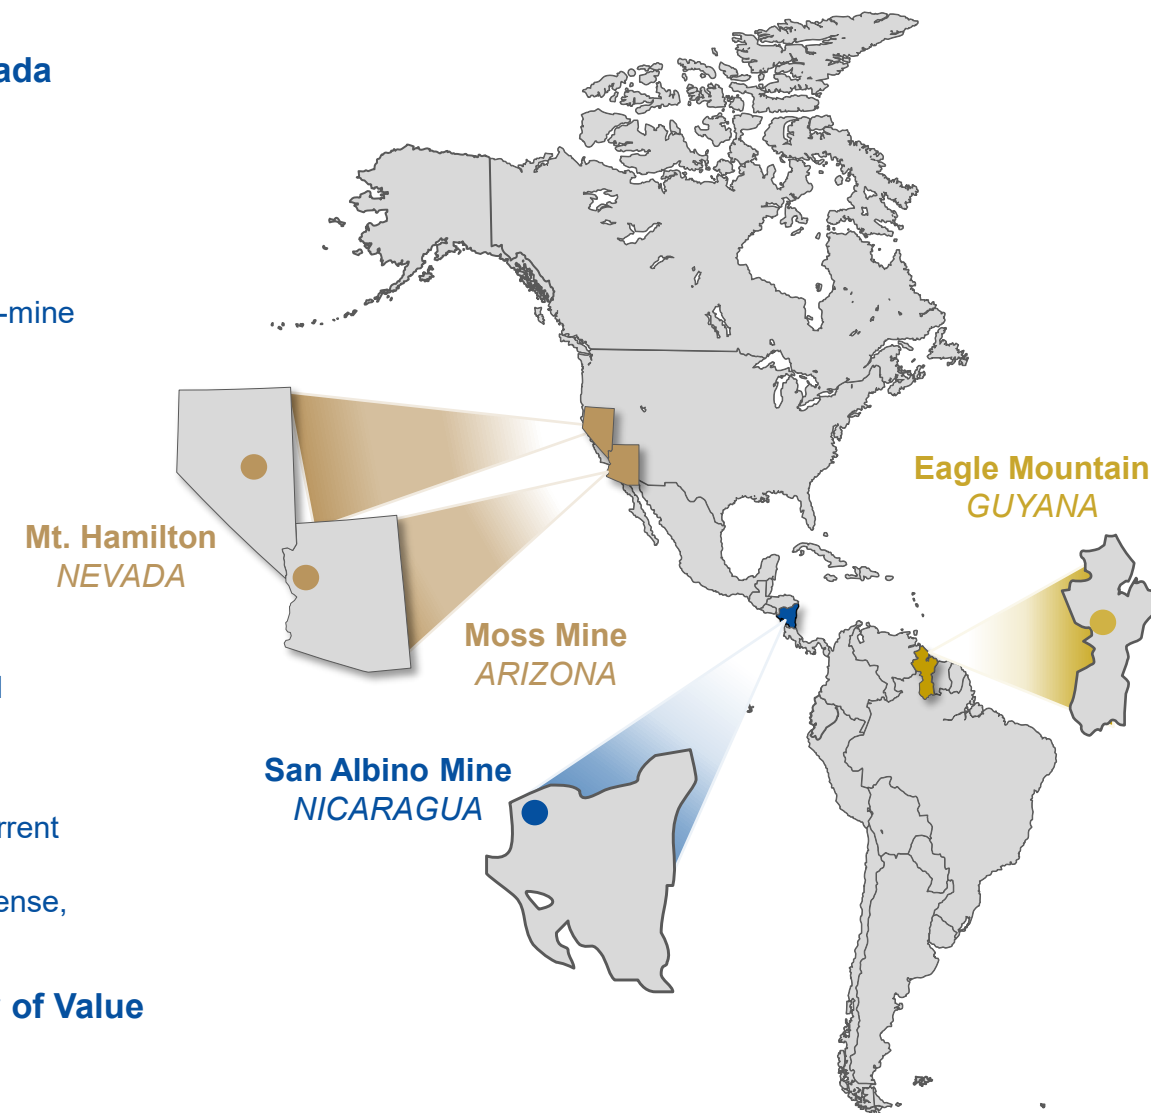 ada
-mine
Eagle Mountain
GUYANA
Mt. Hamilton
NEVADA
Moss Mine
ARIZONA
San Albino Mine
NICARAGUA
rrent
ense,
of Value